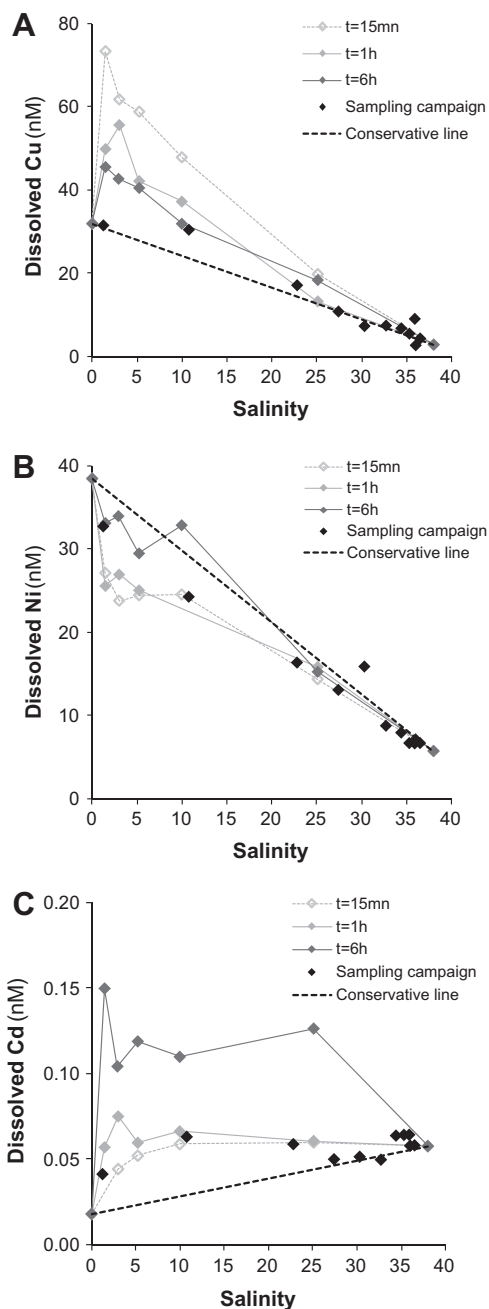 A
80
60
40
20
0
Dissolved Cu (nM)
t=15mn
t=1h
t=6h
Sampling campaign
Conservative line
0 5 10 15 20 25 30 35 40
Salinity
B
40
30
20
10
0
Dissolved Ni (nM)
t=15mn
t=1h
t=6h
Sampling campaign
Conservative line
0 5 10 15 20 25 30 35 40
Salinity
C
0.20
0.15
0.10
0.05
0.00
Dissolved Cd (nM)
t=15mn
t=1h
t=6h
Sampling campaign
Conservative line
0 5 10 15 20 25 30 35 40
Salinity